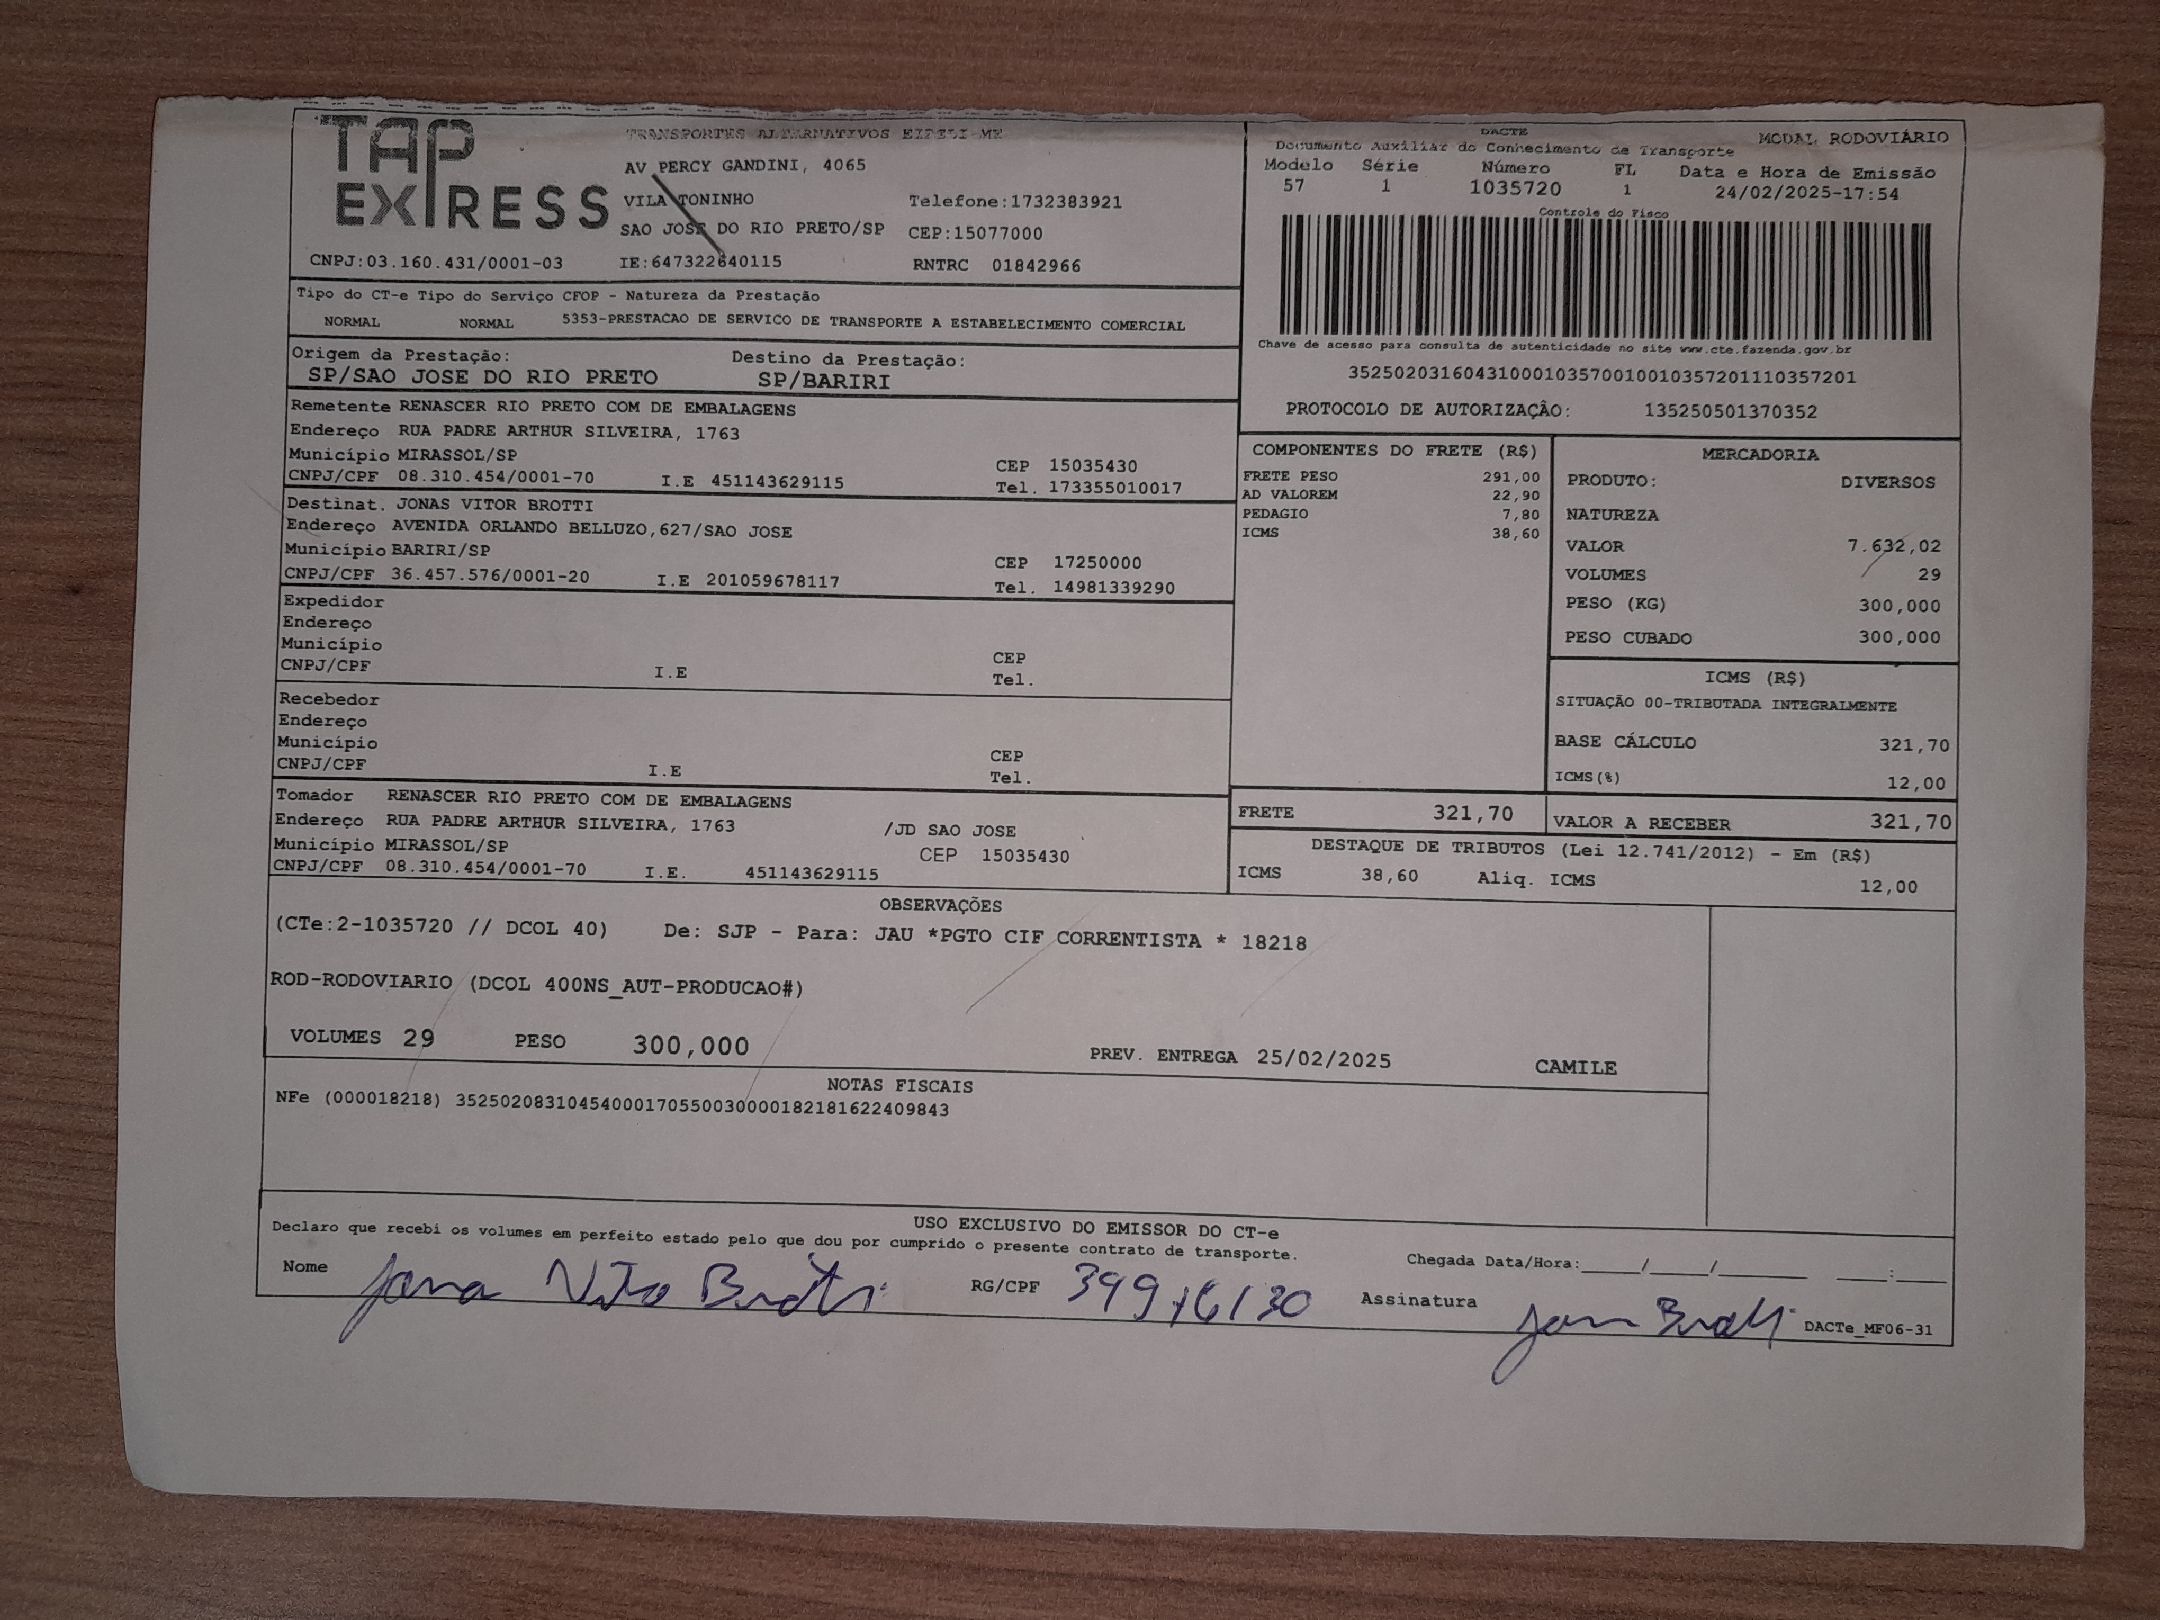 TAP EXPRESS
TRANSPORTES ALTERNATIVOS EIRELI-ME
AV PERCY GANDINI, 4065
VILA TONINHO Telefone:1732383921
SAO JOSE DO RIO PRETO/SP CEP:15077000
CNPJ:03.160.431/0001-03 IE:647322640115 RNTRC 01842966
DACTE MODAL RODOVIÁRIO
Documento Auxiliar do Conhecimento de Transporte
Modelo Série Número FL Data e Hora de Emissão
57 1 1035720 1 24/02/2025-17:54
Controle do Fisco
Chave de acesso para consulta de autenticidade no site www.cte.fazenda.gov.br
35250203160431000103570010010357201110357201
PROTOCOLO DE AUTORIZAÇÃO: 135250501370352
Tipo do CT-e Tipo do Serviço CFOP - Natureza da Prestação
NORMAL NORMAL 5353-PRESTACAO DE SERVICO DE TRANSPORTE A ESTABELECIMENTO COMERCIAL
Origem da Prestação: Destino da Prestação:
SP/SAO JOSE DO RIO PRETO SP/BARIRI
Remetente RENASCER RIO PRETO COM DE EMBALAGENS
Endereço RUA PADRE ARTHUR SILVEIRA, 1763
Município MIRASSOL/SP CEP 15035430
CNPJ/CPF 08.310.454/0001-70 I.E 451143629115 Tel. 173355010017
Destinat. JONAS VITOR BROTTI
Endereço AVENIDA ORLANDO BELLUZO,627/SAO JOSE
Município BARIRI/SP CEP 17250000
CNPJ/CPF 36.457.576/0001-20 I.E 201059678117 Tel. 14981339290
Expedidor
Endereço
Município CEP
CNPJ/CPF I.E Tel.
Recebedor
Endereço
Município CEP
CNPJ/CPF I.E Tel.
Tomador RENASCER RIO PRETO COM DE EMBALAGENS
Endereço RUA PADRE ARTHUR SILVEIRA, 1763 /JD SAO JOSE
Município MIRASSOL/SP CEP 15035430
CNPJ/CPF 08.310.454/0001-70 I.E. 451143629115
COMPONENTES DO FRETE (R$)
FRETE PESO 291,00
AD VALOREM 22,90
PEDAGIO 7,80
ICMS 38,60
MERCADORIA
PRODUTO: DIVERSOS
NATUREZA
VALOR 7.632,02
VOLUMES 29
PESO (KG) 300,000
PESO CUBADO 300,000
ICMS (R$)
SITUAÇÃO 00-TRIBUTADA INTEGRALMENTE
BASE CÁLCULO 321,70
ICMS(%) 12,00
FRETE 321,70 VALOR A RECEBER 321,70
DESTAQUE DE TRIBUTOS (Lei 12.741/2012) - Em (R$)
ICMS 38,60 Aliq. ICMS 12,00
OBSERVAÇÕES
(CTe:2-1035720 // DCOL 40) De: SJP - Para: JAU *PGTO CIF CORRENTISTA * 18218
ROD-RODOVIARIO (DCOL 400NS_AUT-PRODUCAO#)
VOLUMES 29 PESO 300,000 PREV. ENTREGA 25/02/2025 CAMILE
NOTAS FISCAIS
NFe (000018218) 35250208310454000170550030000182181622409843
USO EXCLUSIVO DO EMISSOR DO CT-e
Declaro que recebi os volumes em perfeito estado pelo que dou por cumprido o presente contrato de transporte.
Chegada Data/Hora:_____/_____/________ ____:____
Nome RG/CPF Assinatura
DACTe_MF06-31